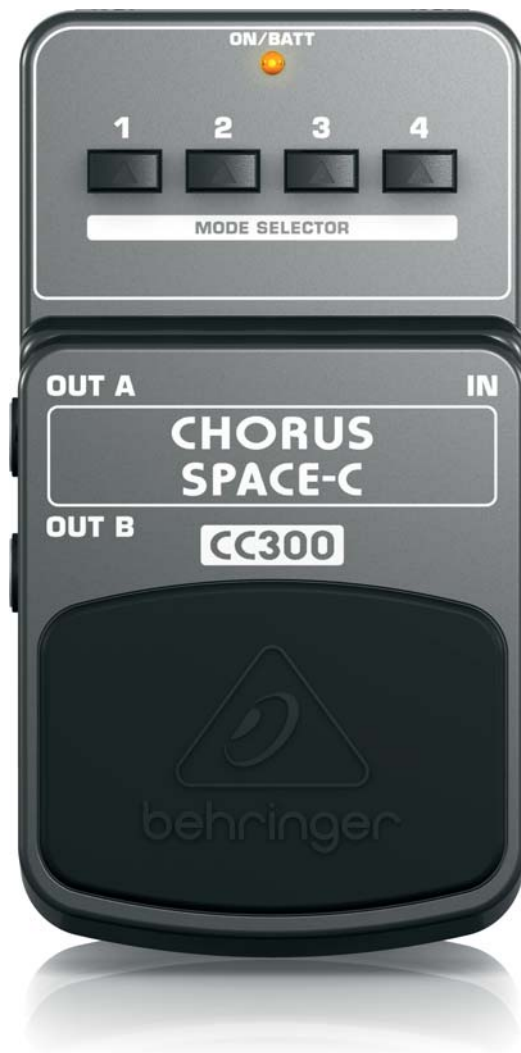 ON/BATT
1 2 3 4
MODE SELECTOR
OUT A
IN
CHORUS
SPACE-C
OUT B
CC300
behringer